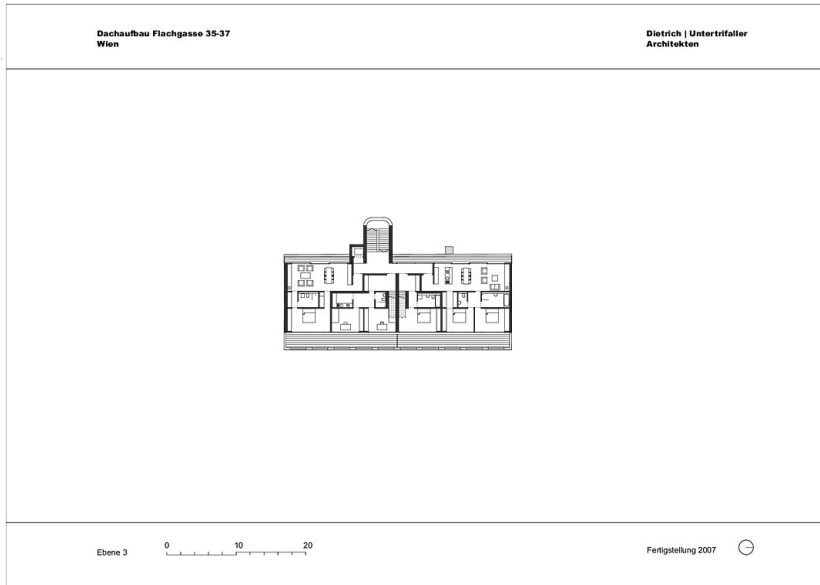 Dachaufbau Flachgasse 35-37
Wien
Dietrich | Untertrifaller
Architekten
Ebene 3
0 10 20
Fertigstellung 2007